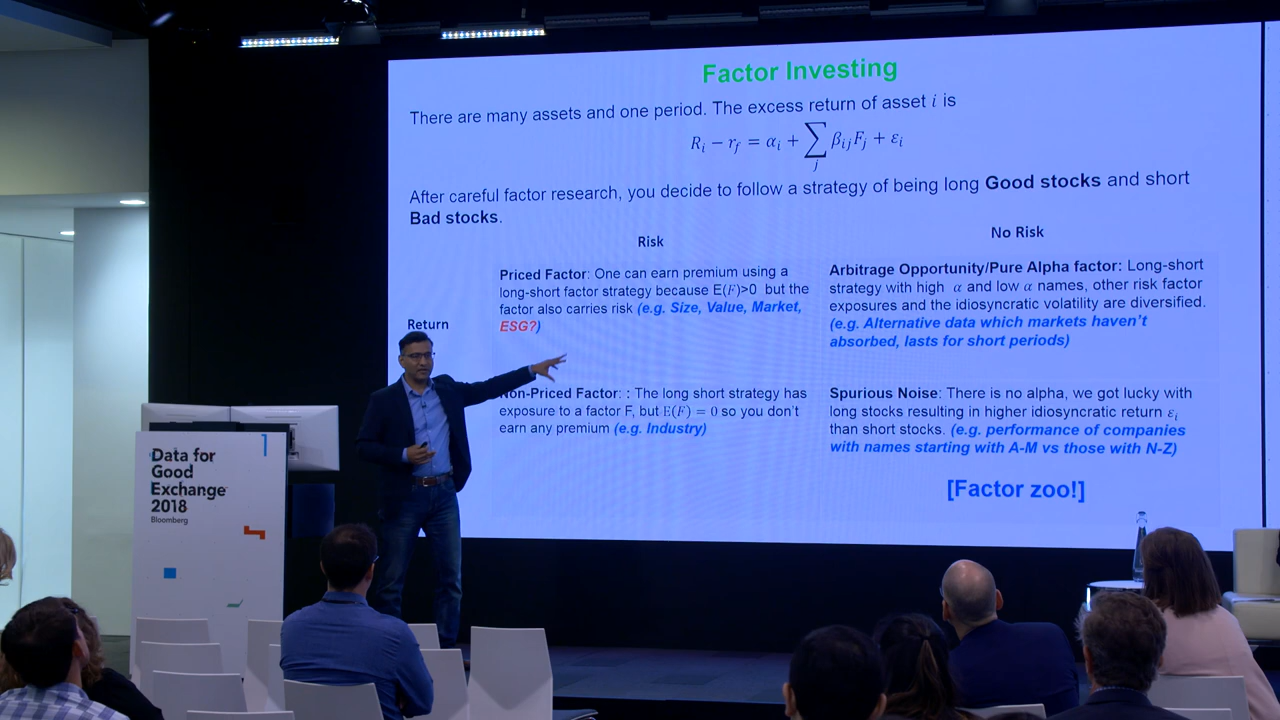 Factor Investing
There are many assets and one period. The excess return of asset i is
R_i − r_f = α_i + ∑_j β_ij F_j + ε_i
After careful factor research, you decide to follow a strategy of being long Good stocks and short
Bad stocks.
Risk
No Risk
Return
Priced Factor: One can earn premium using a
long-short factor strategy because E(F)>0 but the
factor also carries risk (e.g. Size, Value, Market,
ESG?)
Arbitrage Opportunity/Pure Alpha factor: Long-short
strategy with high α and low α names, other risk factor
exposures and the idiosyncratic volatility are diversified.
(e.g. Alternative data which markets haven't
absorbed, lasts for short periods)
Non-Priced Factor: : The long short strategy has
exposure to a factor F, but E(F) = 0 so you don't
earn any premium (e.g. Industry)
Spurious Noise: There is no alpha, we got lucky with
long stocks resulting in higher idiosyncratic return ε_i
than short stocks. (e.g. performance of companies
with names starting with A-M vs those with N-Z)
[Factor zoo!]
Data for
Good
Exchange
2018
Bloomberg